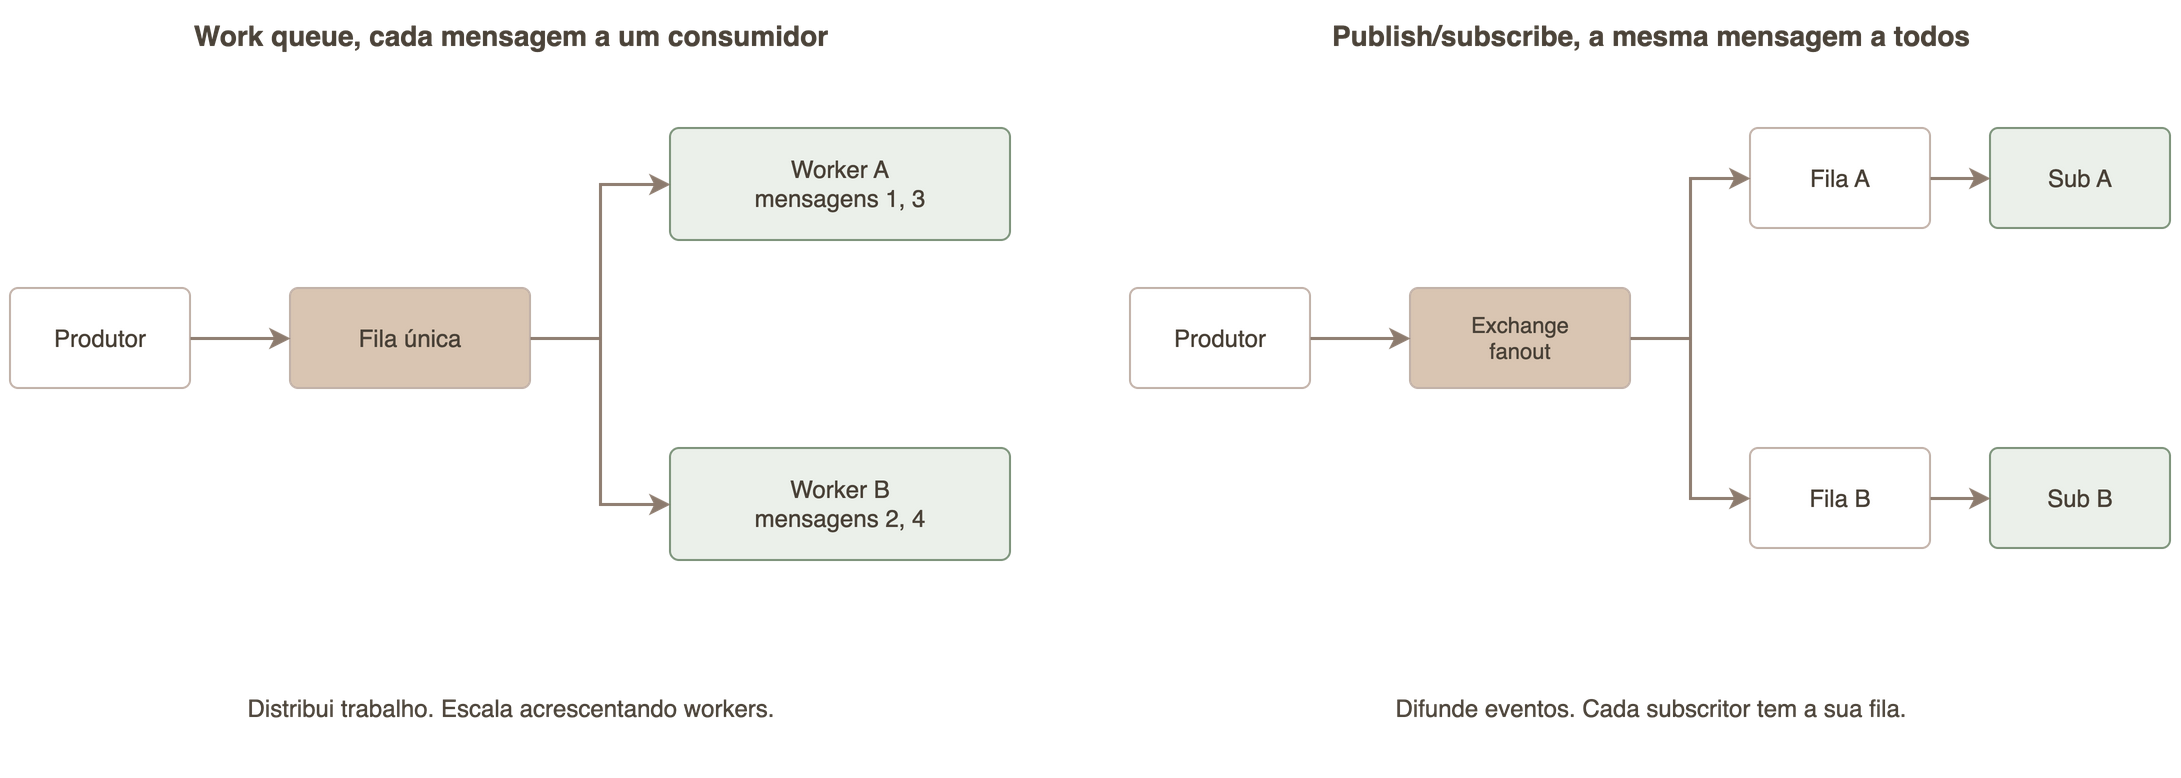 Work queue, cada mensagem a um consumidor
Worker A
mensagens 1, 3
Produtor
Fila única
Worker B
mensagens 2, 4
Distribui trabalho. Escala acrescentando workers.
Publish/subscribe, a mesma mensagem a todos
Fila A
Sub A
Produtor
Exchange
fanout
Fila B
Sub B
Difunde eventos. Cada subscritor tem a sua fila.